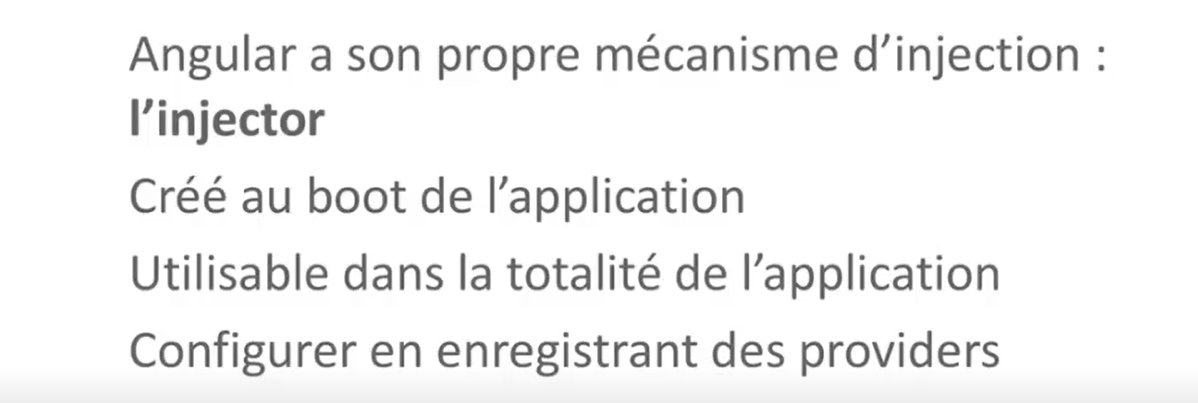 Angular a son propre mécanisme d’injection :
l’injector
Créé au boot de l’application
Utilisable dans la totalité de l’application
Configurer en enregistrant des providers